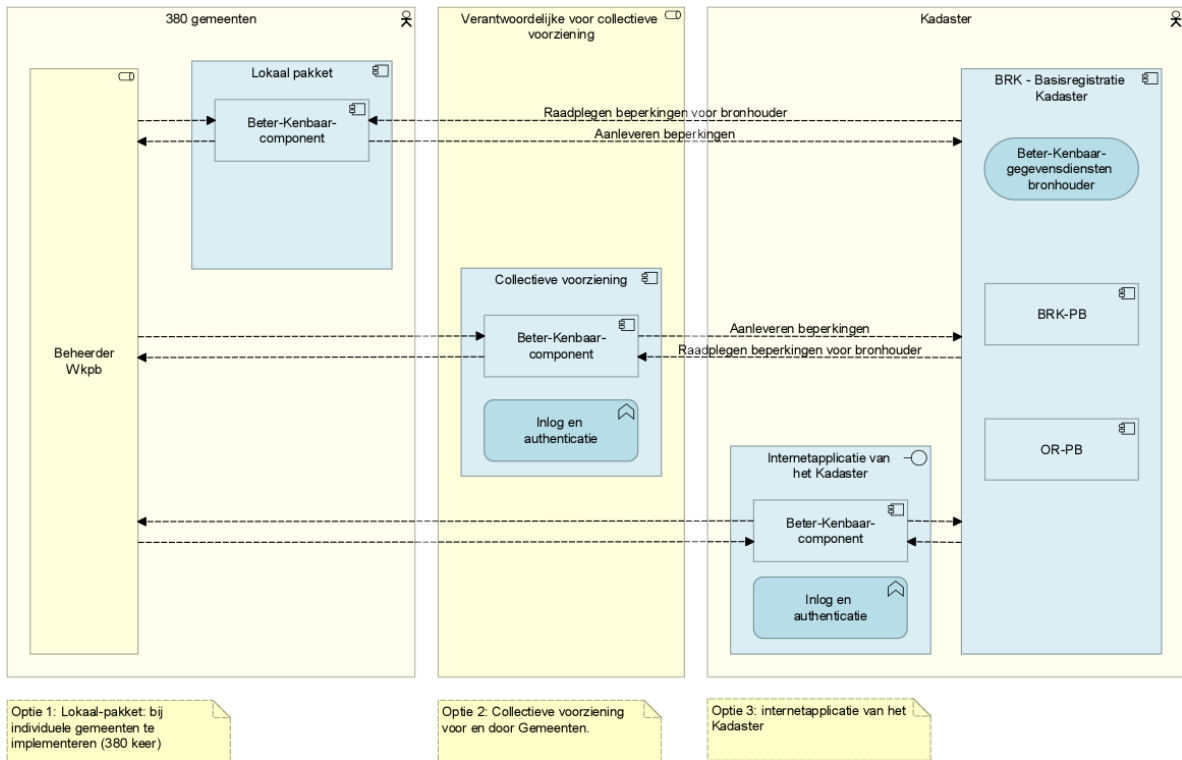 380 gemeenten
Verantwoordelijke voor collectieve
voorziening
Kadaster
Lokaal pakket
Beter-Kenbaar-
component
Raadplegen beperkingen voor bronhouder
Aanleveren beperkingen
BRK - Basisregistratie
Kadaster
Beter-Kenbaar-
gegevensdiensten
bronhouder
Collectieve voorziening
Beter-Kenbaar-
component
Aanleveren beperkingen
Raadplegen beperkingen voor bronhouder
BRK-PB
Beheerder
Wkpb
Inlog en
authenticatie
OR-PB
Internetapplicatie van
het Kadaster
Beter-Kenbaar-
component
Inlog en
authenticatie
Optie 1: Lokaal-pakket: bij
individuele gemeenten te
implementeren (380 keer)
Optie 2: Collectieve voorziening
voor en door Gemeenten.
Optie 3: internetapplicatie van het
Kadaster